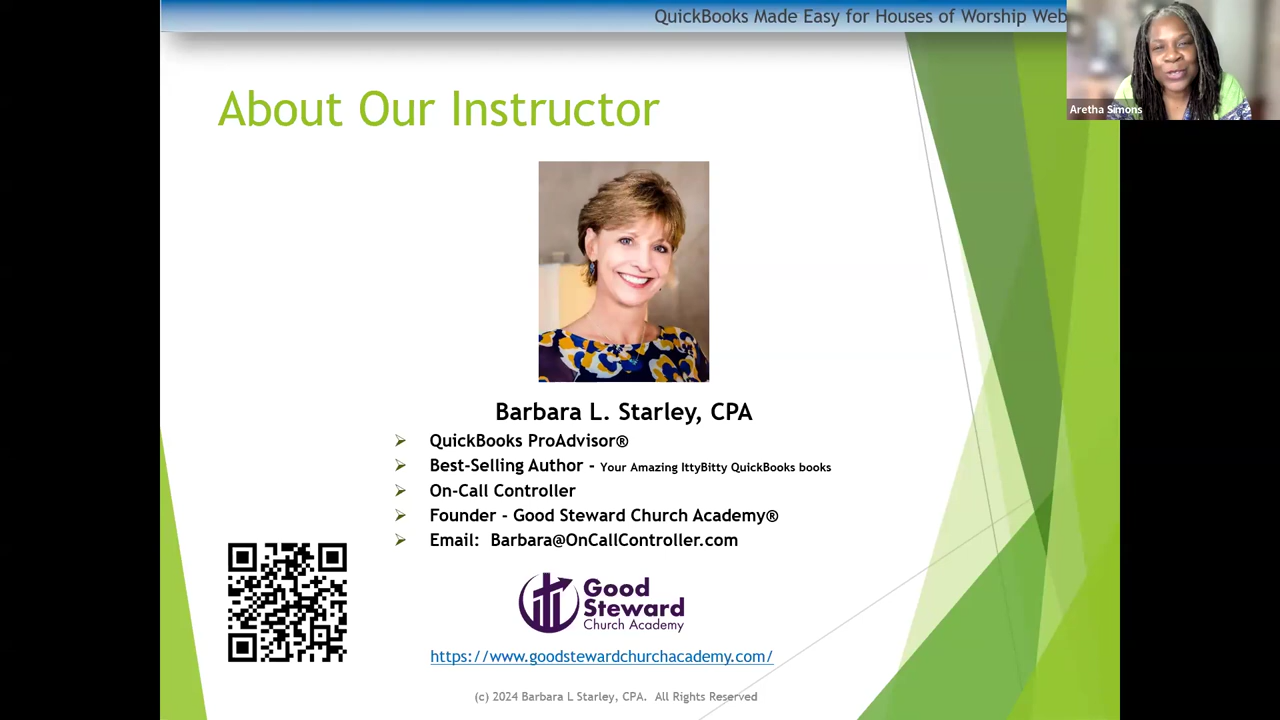 QuickBooks Made Easy for Houses of Worship Web
Aretha Simons
About Our Instructor
Barbara L. Starley, CPA
QuickBooks ProAdvisor®
Best-Selling Author - Your Amazing IttyBitty QuickBooks books
On-Call Controller
Founder - Good Steward Church Academy®
Email: Barbara@OnCallController.com
Good
Steward
Church Academy
https://www.goodstewardchurchacademy.com/
(c) 2024 Barbara L Starley, CPA. All Rights Reserved